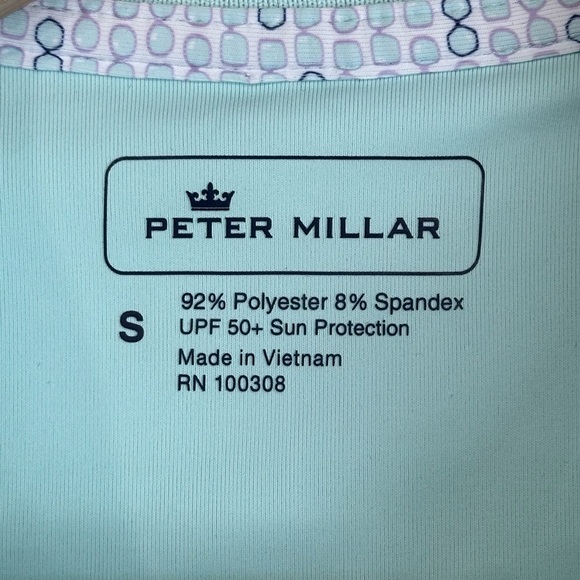 PETER MILLAR
S
92% Polyester 8% Spandex
UPF 50+ Sun Protection
Made in Vietnam
RN 100308